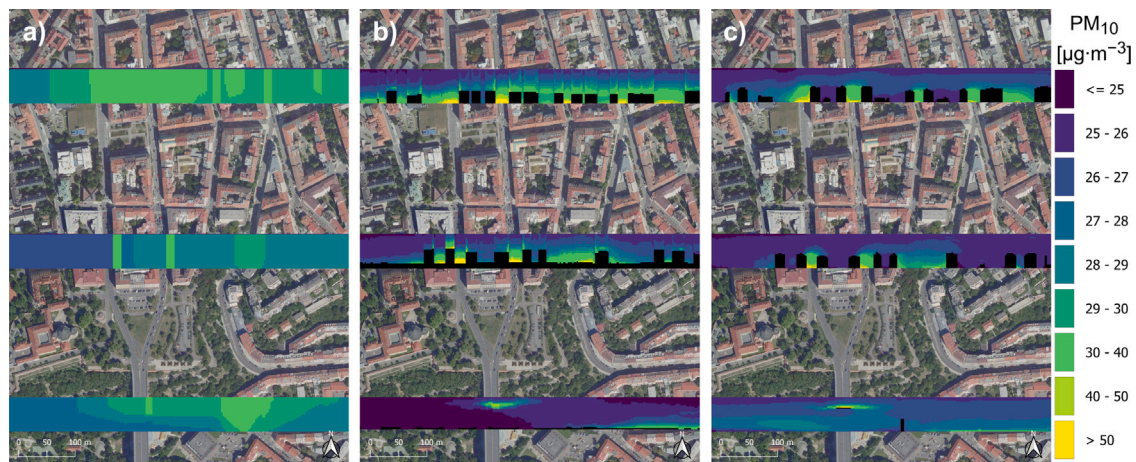 a)
b)
c)
PM10
[µg·m−3]
<= 25
25 - 26
26 - 27
27 - 28
28 - 29
29 - 30
30 - 40
40 - 50
> 50
0 50 100 m
N
0 50 100 m
N
0 50 100 m
N